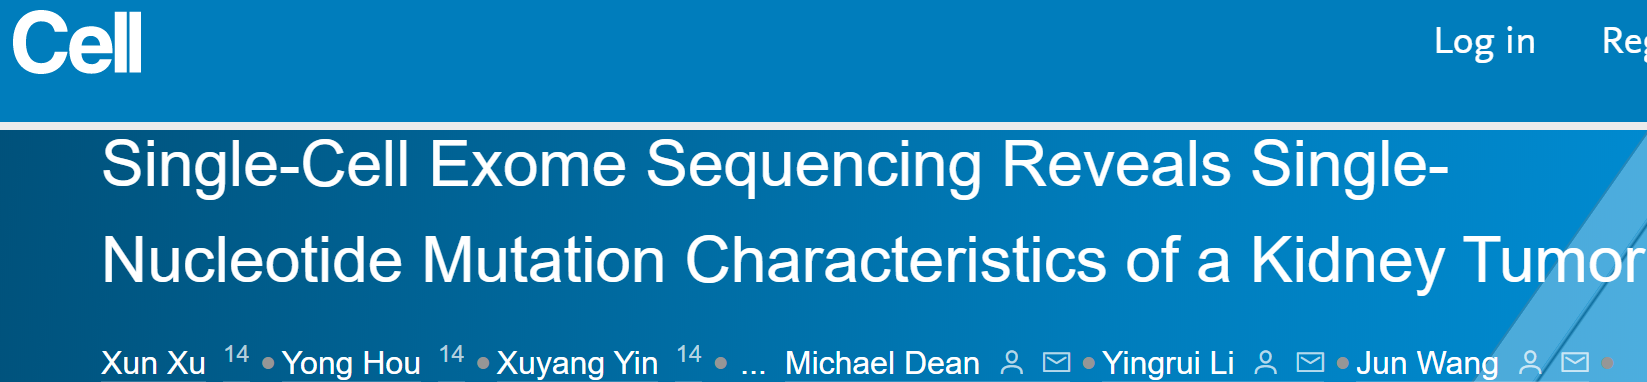 Cell
Log in
Single-Cell Exome Sequencing Reveals Single-
Nucleotide Mutation Characteristics of a Kidney Tumor
Xun Xu 14 • Yong Hou 14 • Xuyang Yin 14 • ... Michael Dean • Yingrui Li • Jun Wang •